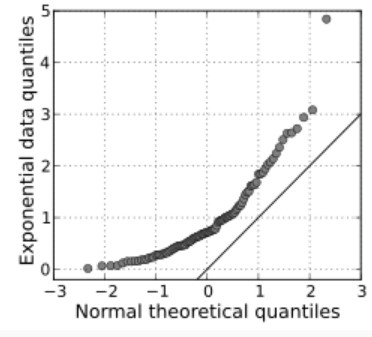 5
4
3
2
1
0
Exponential data quantiles
−3 −2 −1 0 1 2 3
Normal theoretical quantiles